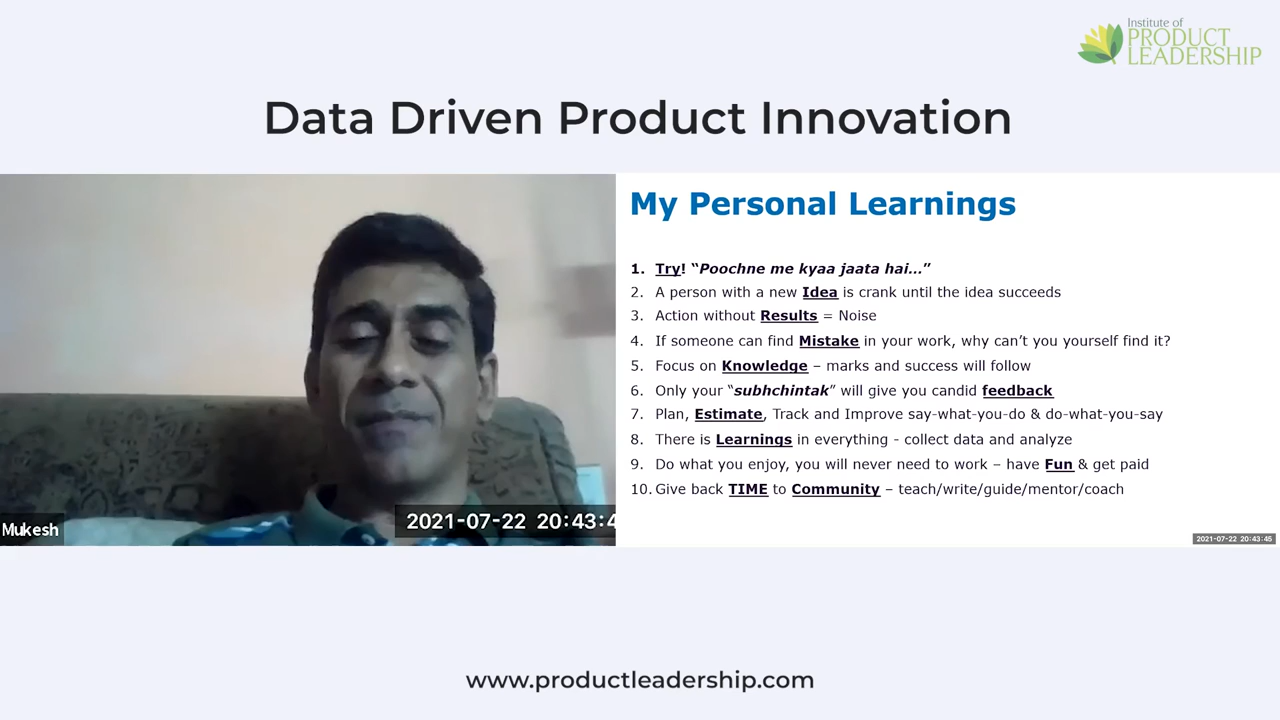 Institute of
PRODUCT
LEADERSHIP
Data Driven Product Innovation
My Personal Learnings
1. Try! “Poochne me kyaa jaata hai…”
2. A person with a new Idea is crank until the idea succeeds
3. Action without Results = Noise
4. If someone can find Mistake in your work, why can’t you yourself find it?
5. Focus on Knowledge – marks and success will follow
6. Only your “subhchintak” will give you candid feedback
7. Plan, Estimate, Track and Improve say-what-you-do & do-what-you-say
8. There is Learnings in everything - collect data and analyze
9. Do what you enjoy, you will never need to work – have Fun & get paid
10. Give back TIME to Community – teach/write/guide/mentor/coach
Mukesh
2021-07-22 20:43:4
2021-07-22 20:43:45
www.productleadership.com